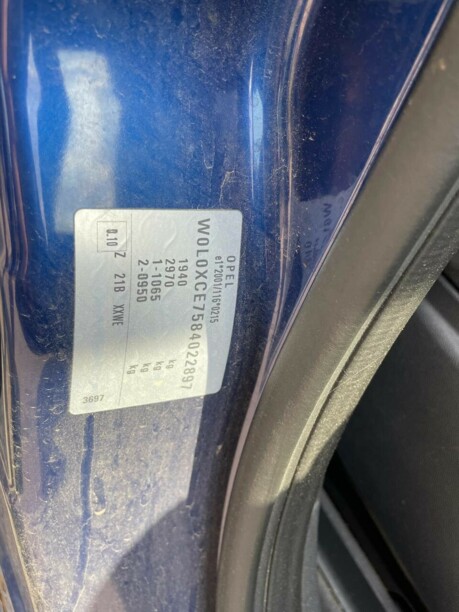 OPEL
e1*2001/116*0215
W0L0XCE7584022897
1940 kg
2970 kg
1-1065 kg
2-0950 kg
0.10 Z 21B XXWE
3697